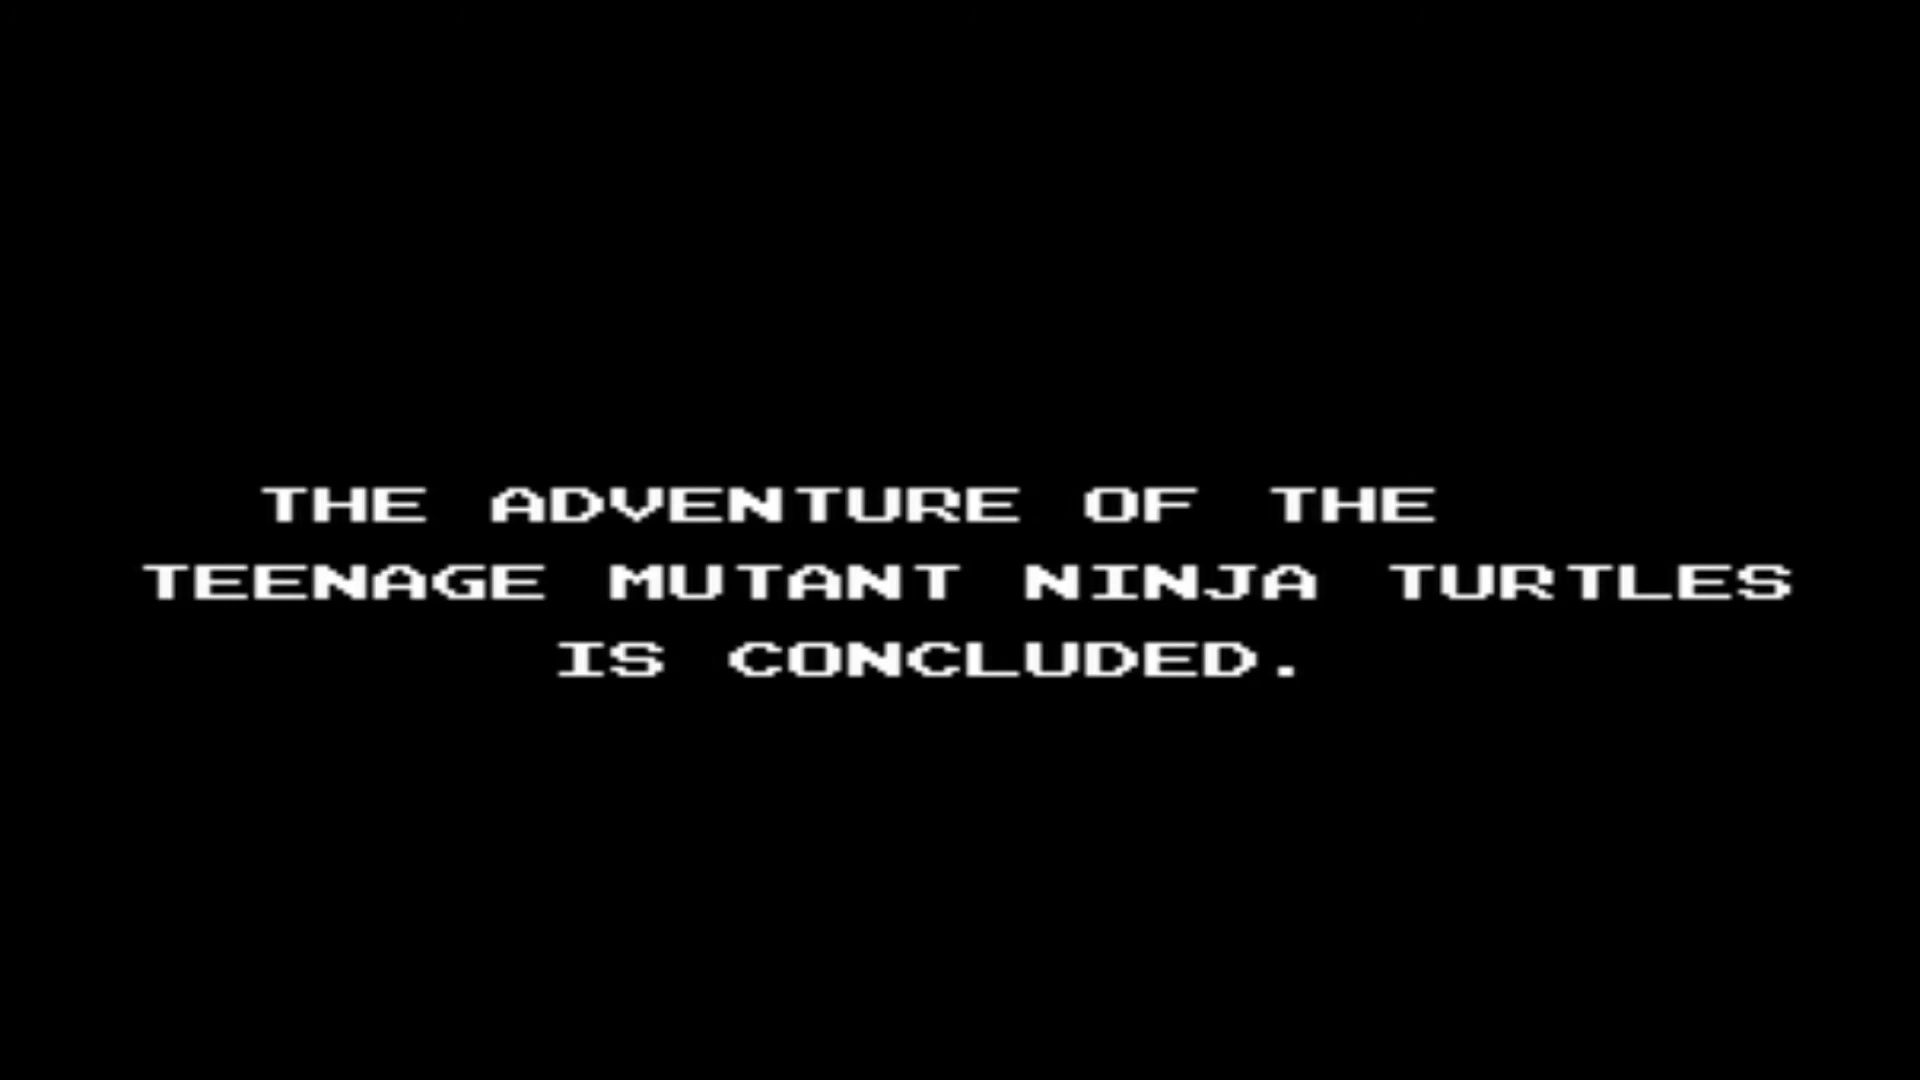 THE ADVENTURE OF THE
TEENAGE MUTANT NINJA TURTLES
IS CONCLUDED.